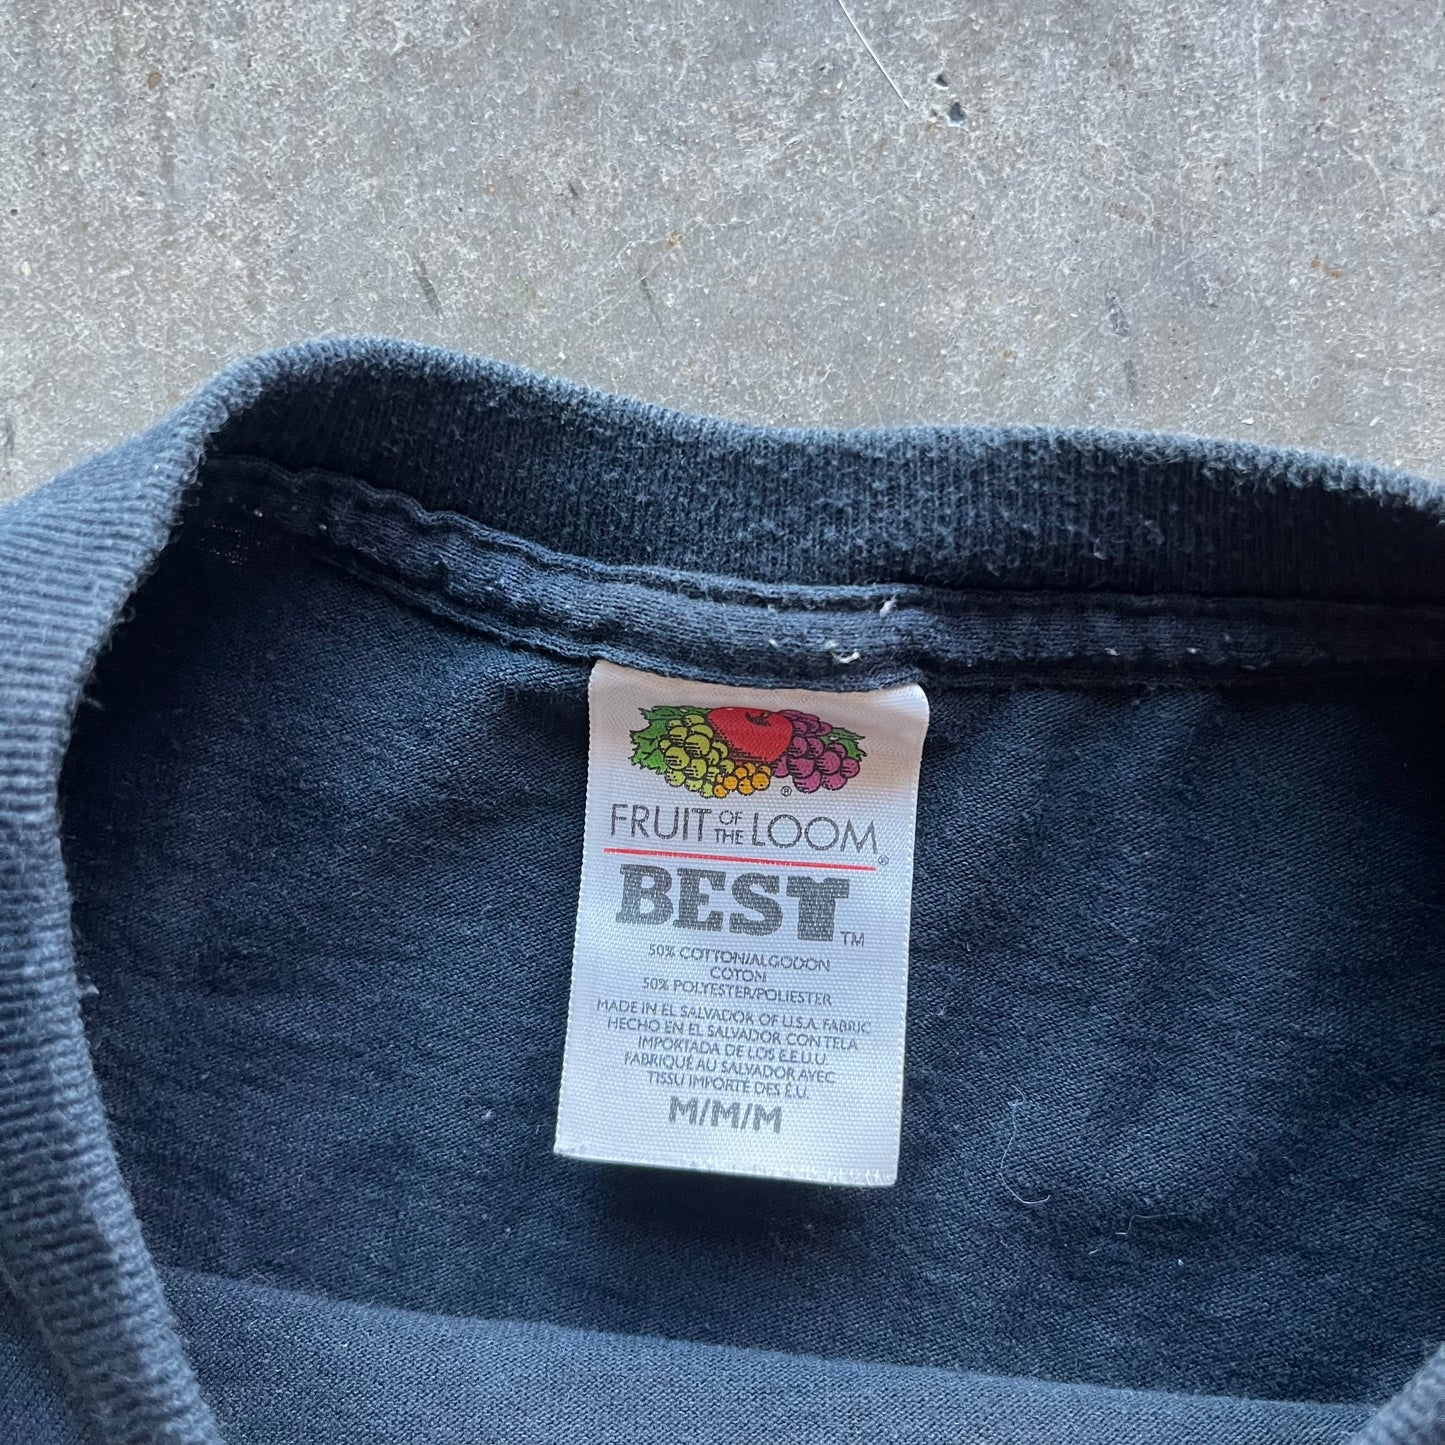 FRUIT OF THE LOOM®
BEST™
50% COTTON/ALGODON
COTON
50% POLYESTER/POLIESTER
MADE IN EL SALVADOR OF U.S.A. FABRIC
HECHO EN EL SALVADOR CON TELA
IMPORTADA DE LOS E.E.U.U.
FABRIQUÉ AU SALVADOR AVEC
TISSU IMPORTÉ DES É.U.
M/M/M